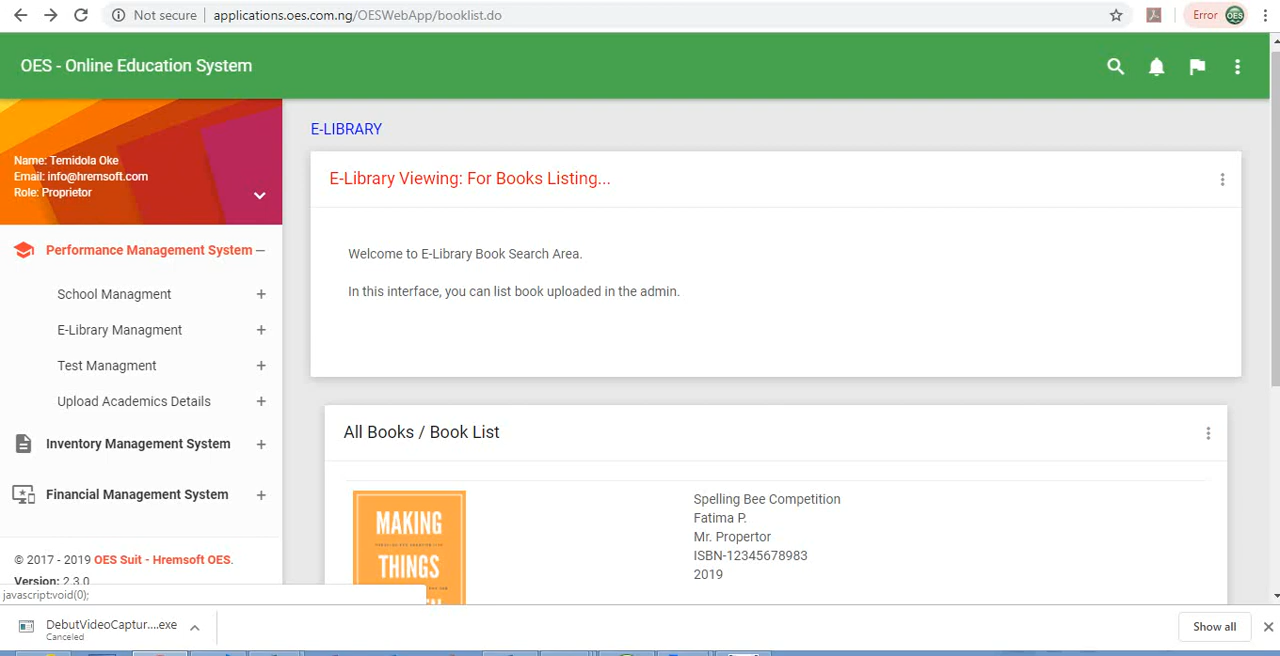 Not secure | applications.oes.com.ng/OESWebApp/booklist.do
Error OES
OES - Online Education System
Name: Temidola Oke
Email: info@hremsoft.com
Role: Proprietor
Performance Management System –
School Managment +
E-Library Managment +
Test Managment +
Upload Academics Details +
Inventory Management System +
Financial Management System +
© 2017 - 2019 OES Suit - Hremsoft OES.
Version: 2.3.0
javascript:void(0);
E-LIBRARY
E-Library Viewing: For Books Listing...
Welcome to E-Library Book Search Area.
In this interface, you can list book uploaded in the admin.
All Books / Book List
MAKING
THINGS
Spelling Bee Competition
Fatima P.
Mr. Propertor
ISBN-12345678983
2019
DebutVideoCaptur....exe
Canceled
Show all